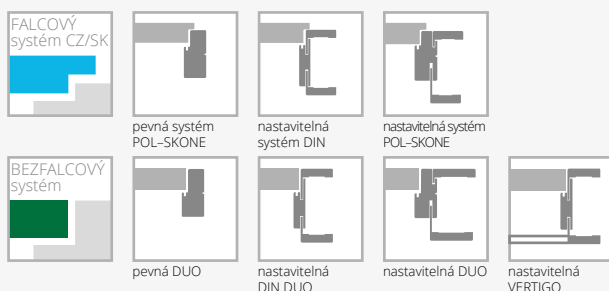 FALCOVÝ
systém CZ/SK
pevná systém
POL–SKONE
nastavitelná
systém DIN
nastavitelná systém
POL–SKONE
BEZFALCOVÝ
systém
pevná DUO
nastavitelná
DIN DUO
nastavitelná DUO
nastavitelná
VERTIGO